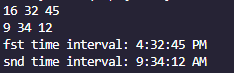 16 32 45
9 34 12
fst time interval: 4:32:45 PM
snd time interval: 9:34:12 AM